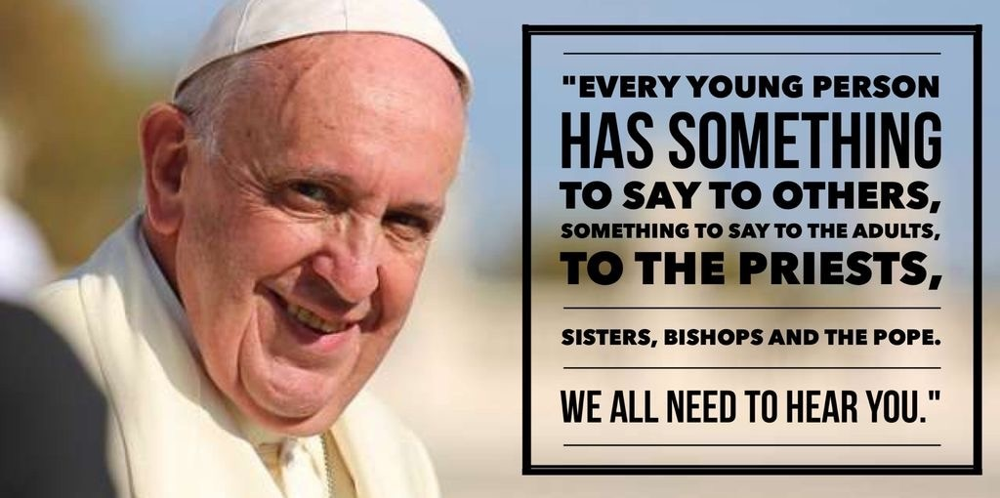 "EVERY YOUNG PERSON
HAS SOMETHING
TO SAY TO OTHERS,
SOMETHING TO SAY TO THE ADULTS,
TO THE PRIESTS,
SISTERS, BISHOPS AND THE POPE.
WE ALL NEED TO HEAR YOU."